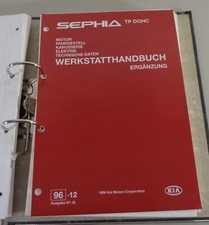 SEPHIA TP DOHC
MOTOR
FAHRGESTELL
KAROSSERIE
ELEKTRIK
TECHNISCHE DATEN
WERKSTATTHANDBUCH
ERGÄNZUNG
96 -12
1996 Kia Motors Corporation
KIA